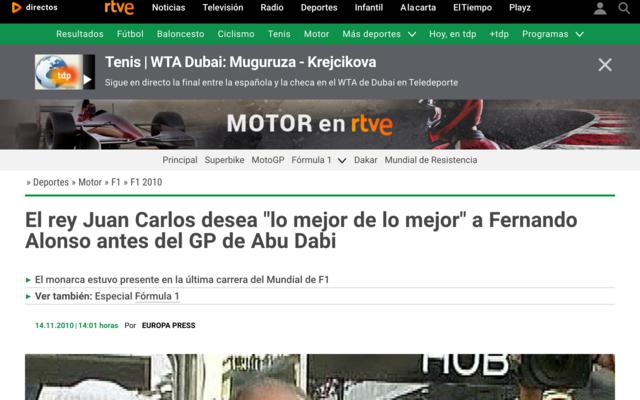 directos rtve Noticias Televisión Radio Deportes Infantil A la carta El Tiempo Playz
Resultados Fútbol Baloncesto Ciclismo Tenis Motor Más deportes Hoy, en tdp +tdp Programas
tdp
Tenis | WTA Dubai: Muguruza - Krejcikova
Sigue en directo la final entre la española y la checa en el WTA de Dubai en Teledeporte
MOTOR en rtve
Principal Superbike MotoGP Fórmula 1 Dakar Mundial de Resistencia
» Deportes » Motor » F1 » F1 2010
El rey Juan Carlos desea "lo mejor de lo mejor" a Fernando
Alonso antes del GP de Abu Dabi
El monarca estuvo presente en la última carrera del Mundial de F1
Ver también: Especial Fórmula 1
14.11.2010 | 14:01 horas Por EUROPA PRESS
HUB